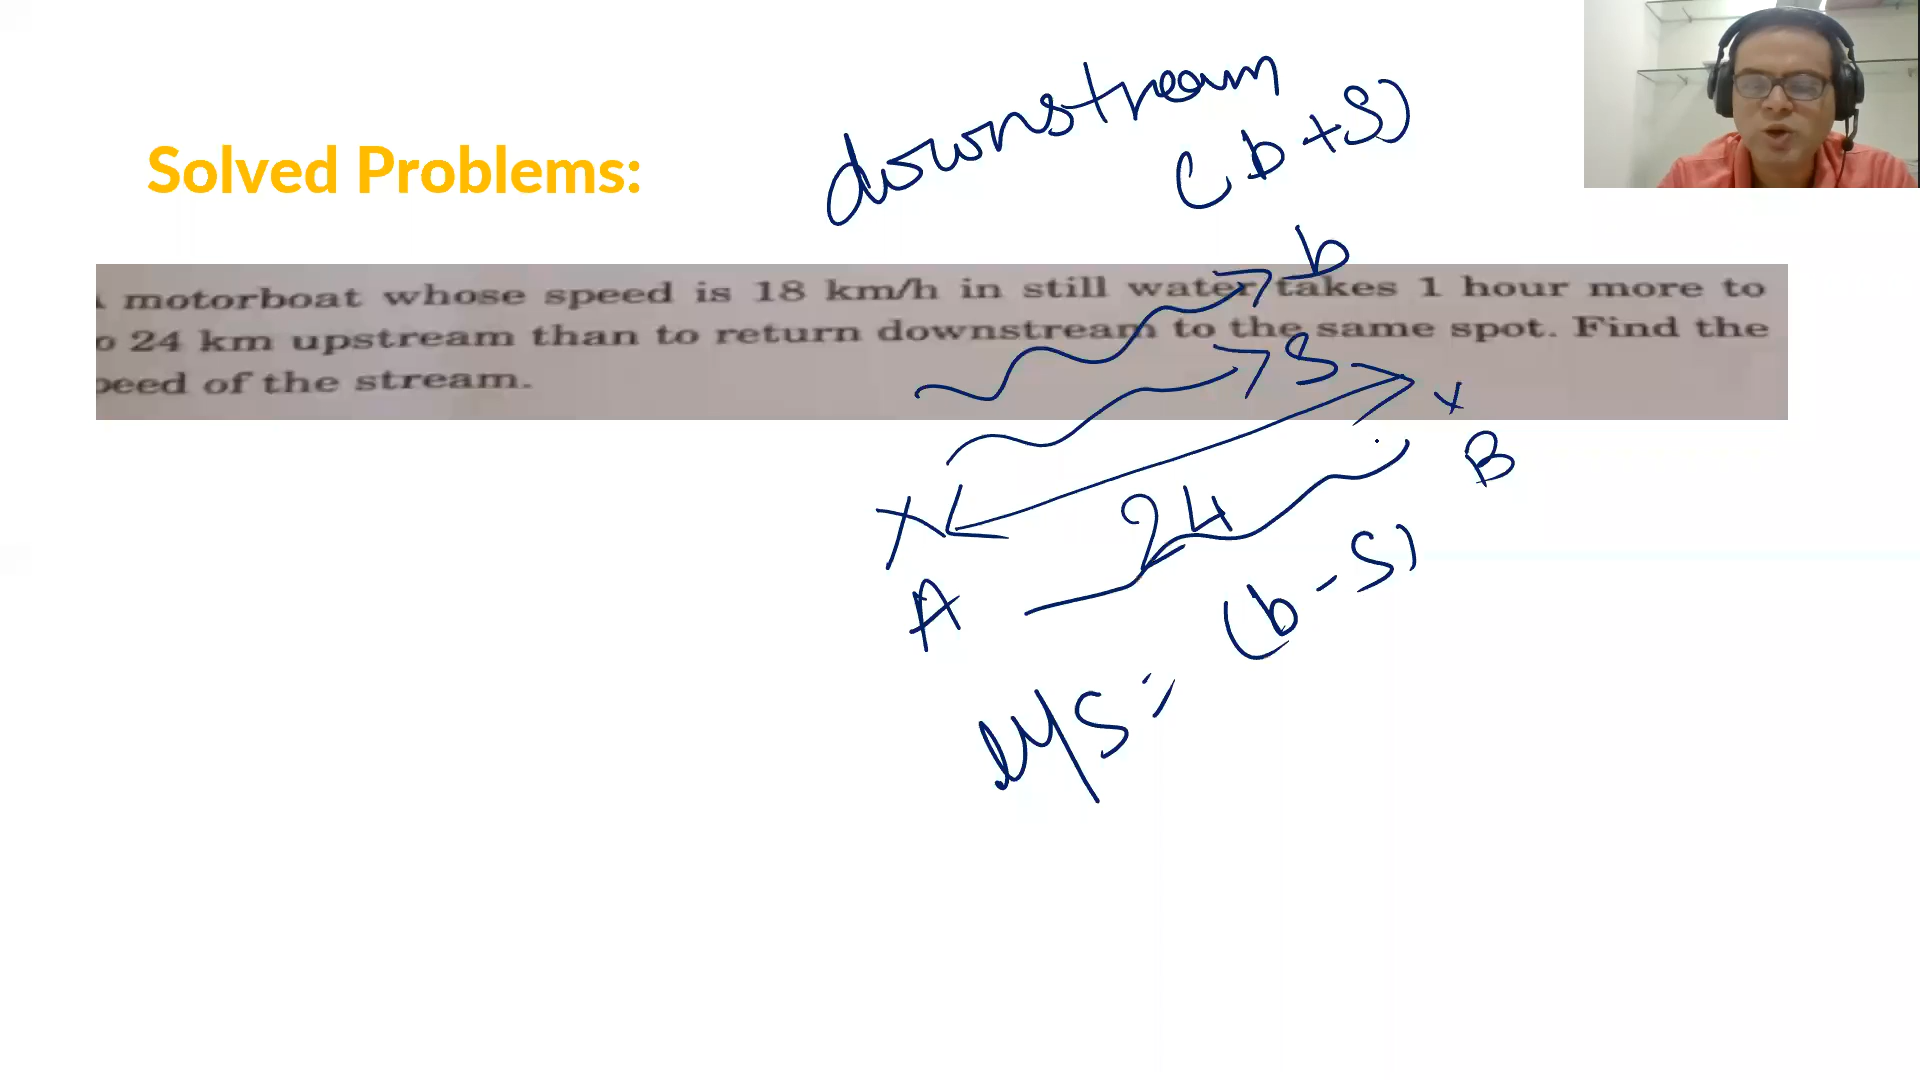 downstream
(b+S)
Solved Problems:
b
motorboat whose speed is 18 km/h in still water takes 1 hour more to
o 24 km upstream than to return downstream to the same spot. Find the
S
peed of the stream.
x
B
X
24
A
(b-S)
u/s =